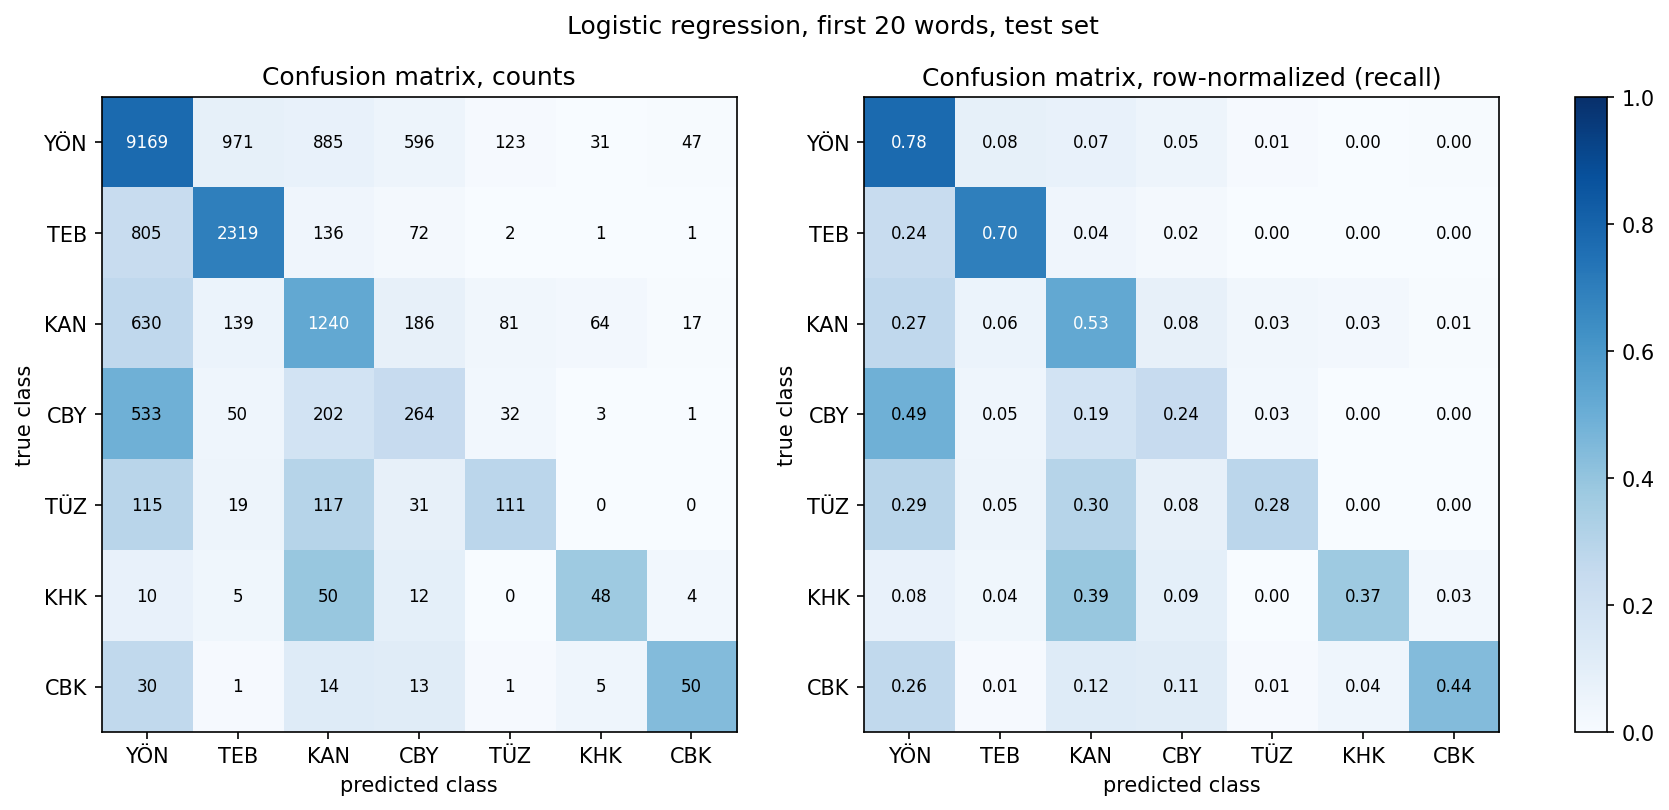 Logistic regression, first 20 words, test set
Confusion matrix, counts
YÖN 9169 971 885 596 123 31 47
TEB 805 2319 136 72 2 1 1
KAN 630 139 1240 186 81 64 17
CBY 533 50 202 264 32 3 1
TÜZ 115 19 117 31 111 0 0
KHK 10 5 50 12 0 48 4
CBK 30 1 14 13 1 5 50
YÖN TEB KAN CBY TÜZ KHK CBK
predicted class
true class
Confusion matrix, row-normalized (recall)
YÖN 0.78 0.08 0.07 0.05 0.01 0.00 0.00
TEB 0.24 0.70 0.04 0.02 0.00 0.00 0.00
KAN 0.27 0.06 0.53 0.08 0.03 0.03 0.01
CBY 0.49 0.05 0.19 0.24 0.03 0.00 0.00
TÜZ 0.29 0.05 0.30 0.08 0.28 0.00 0.00
KHK 0.08 0.04 0.39 0.09 0.00 0.37 0.03
CBK 0.26 0.01 0.12 0.11 0.01 0.04 0.44
YÖN TEB KAN CBY TÜZ KHK CBK
predicted class
true class
1.0
0.8
0.6
0.4
0.2
0.0